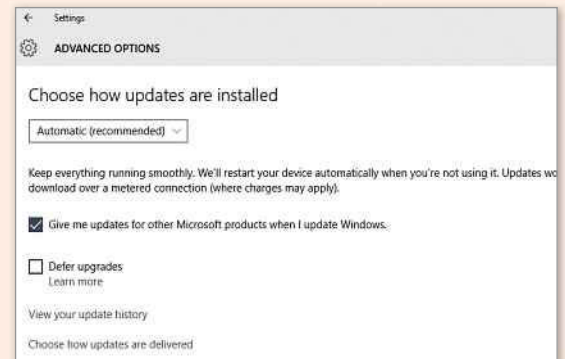 Settings
ADVANCED OPTIONS
Choose how updates are installed
Automatic (recommended)
Keep everything running smoothly. We'll restart your device automatically when you're not using it. Updates wo
download over a metered connection (where charges may apply).
Give me updates for other Microsoft products when I update Windows.
Defer upgrades
Learn more
View your update history
Choose how updates are delivered